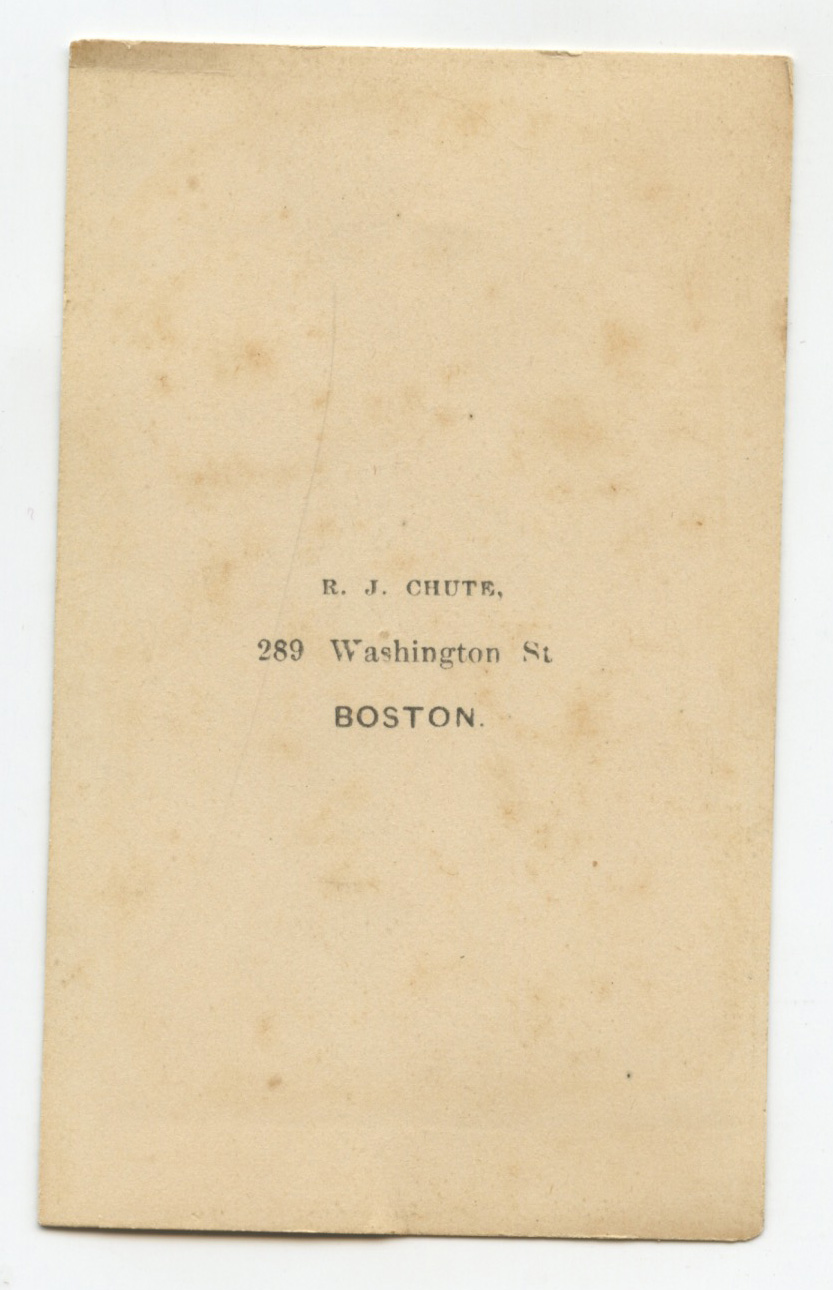 R. J. CHUTE,
289 Washington St
BOSTON.